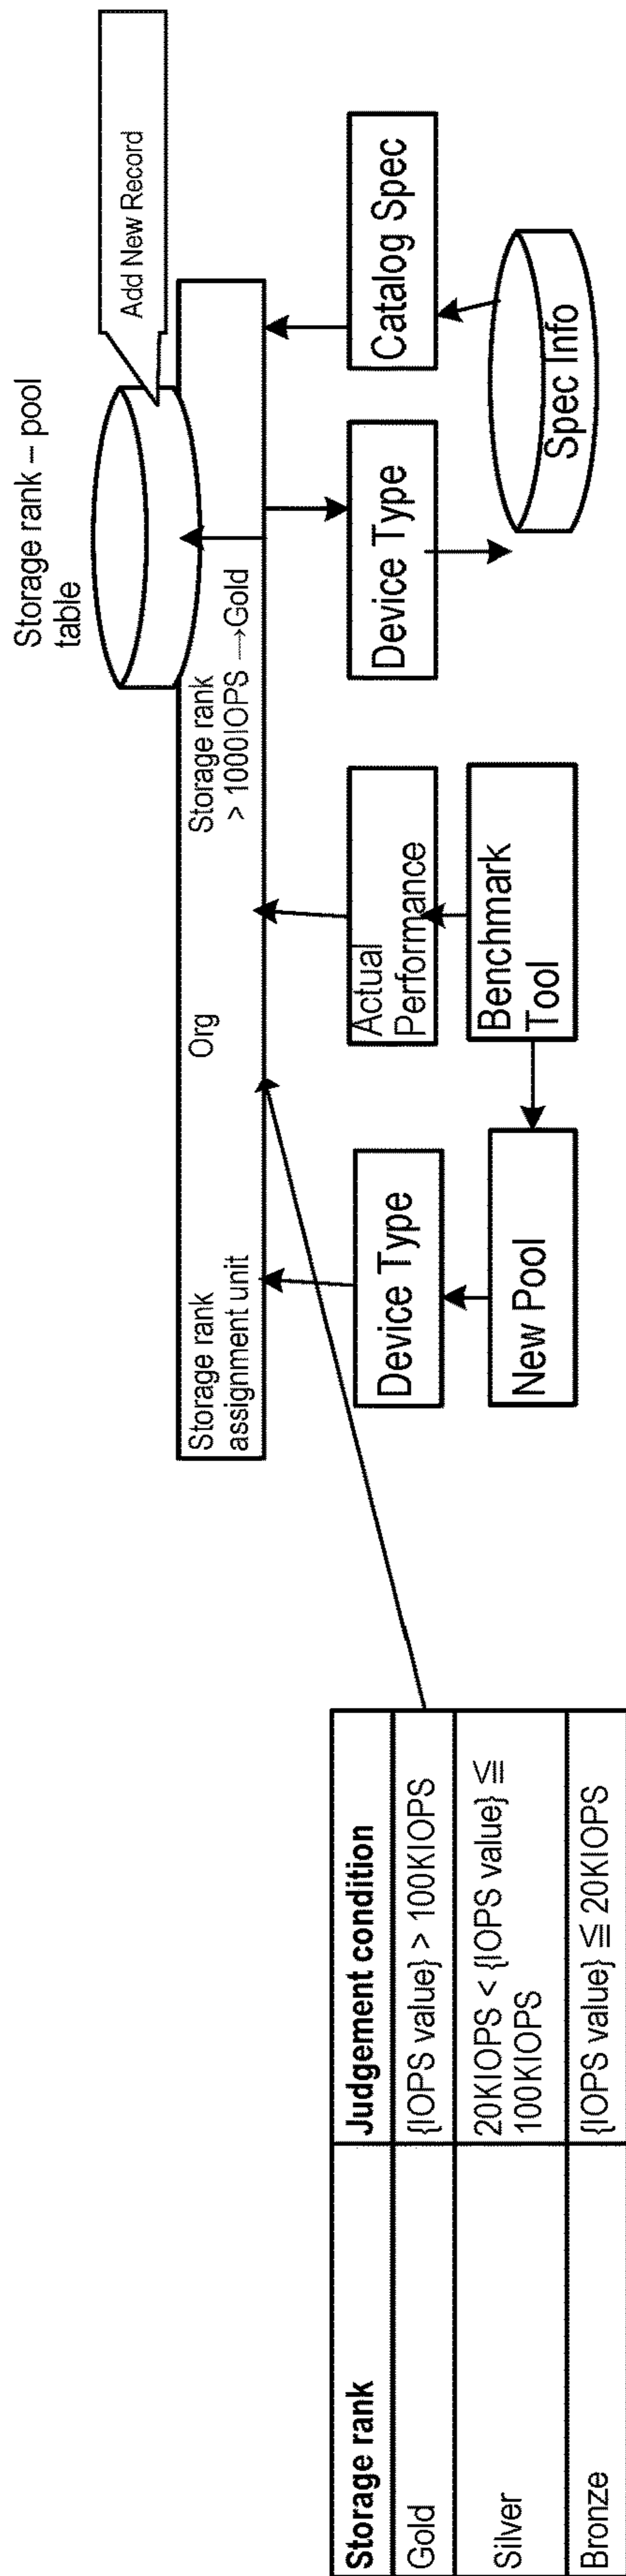 Storage rank – pool
table
Add New Record
Storage rank
assignment unit
Org
Storage rank
> 1000IOPS →Gold
Device Type
Actual
Performance
Device Type
Catalog Spec
New Pool
Benchmark
Tool
Spec Info
Storage rank
Judgement condition
Gold
{IOPS value} > 100KIOPS
Silver
20KIOPS < {IOPS value} ≦
100KIOPS
Bronze
{IOPS value} ≦ 20KIOPS